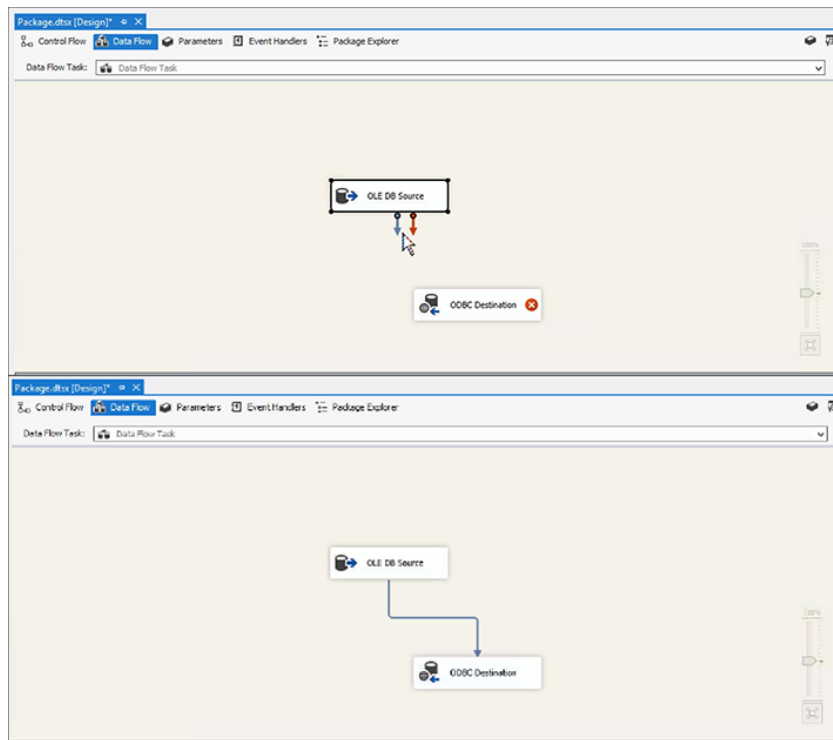 Package.dtsx [Design]*
Control Flow Data Flow Parameters Event Handlers Package Explorer
Data Flow Task: Data Flow Task
OLE DB Source
100%
ODBC Destination
Package.dtsx [Design]*
Control Flow Data Flow Parameters Event Handlers Package Explorer
Data Flow Task: Data Flow Task
OLE DB Source
100%
ODBC Destination